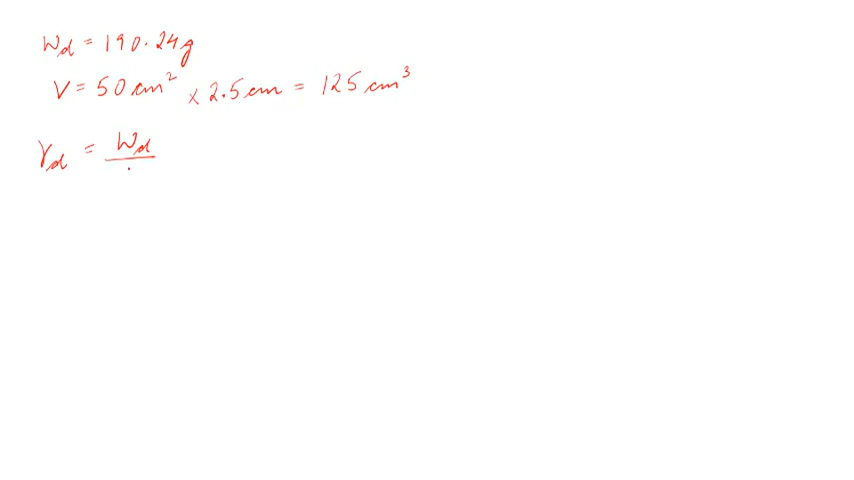 Wd = 190.24g
V = 50 cm² × 2.5 cm = 125 cm³
γd = Wd